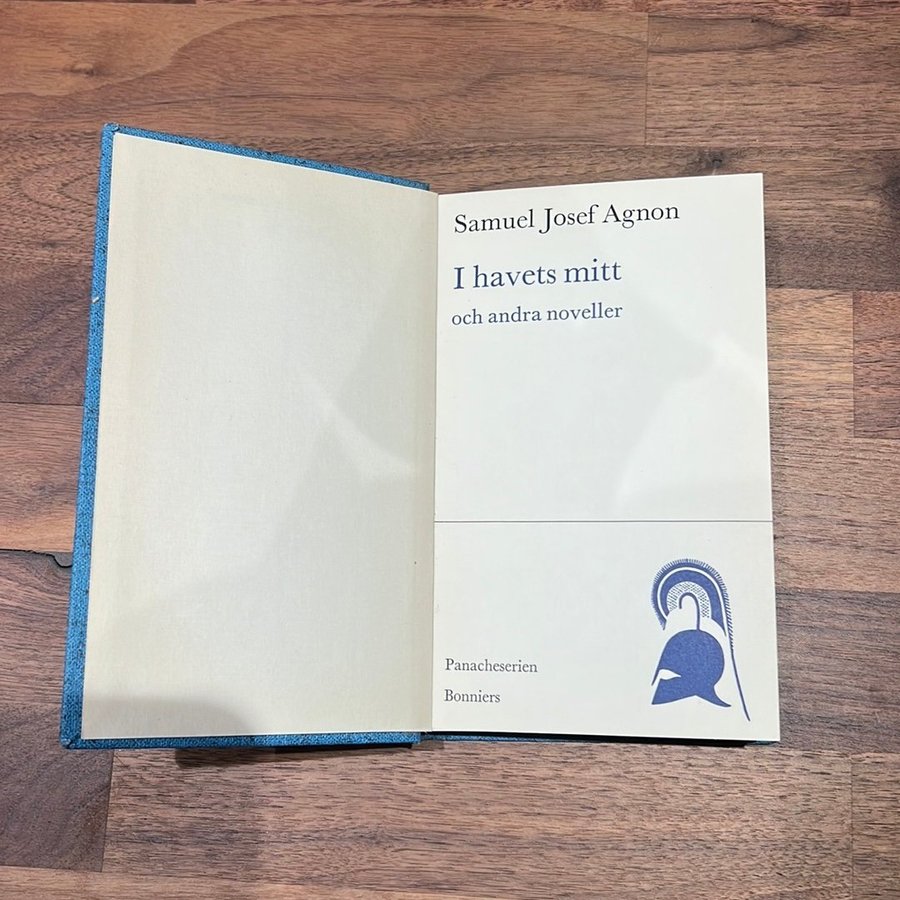 Samuel Josef Agnon
I havets mitt
och andra noveller
Panacheserien
Bonniers